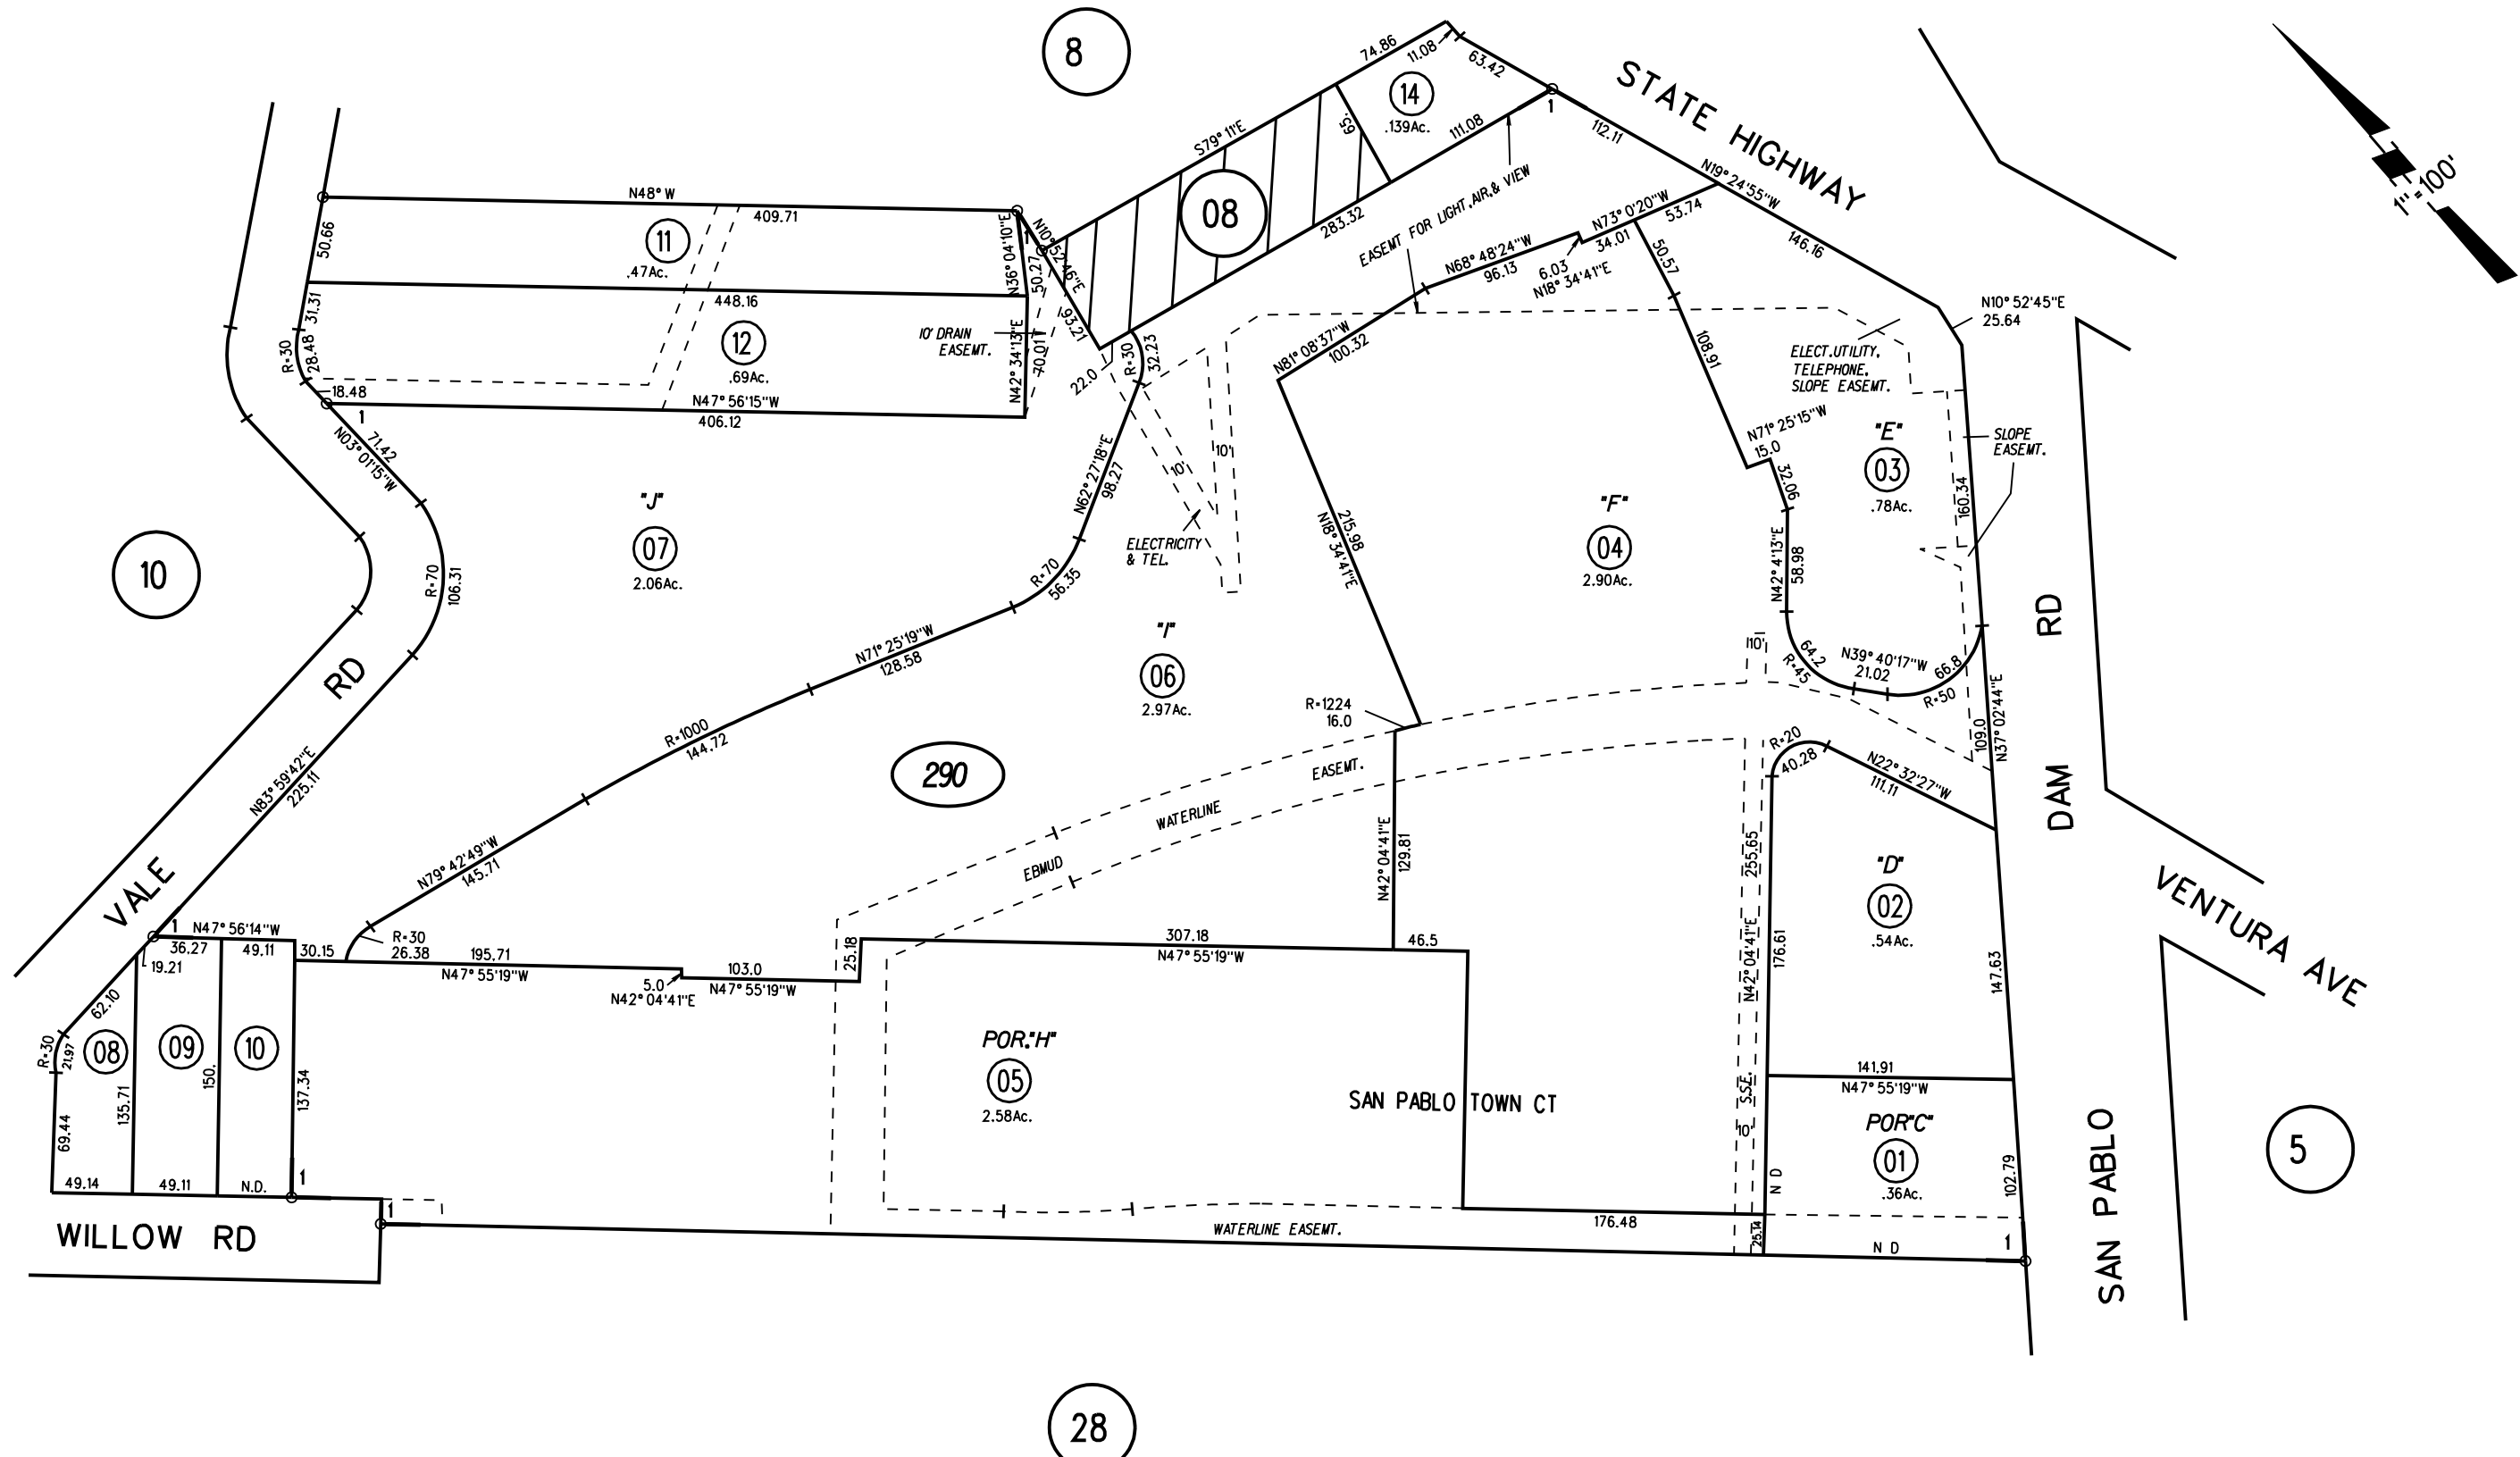 8
74.86
11.08
63.42
14
.139Ac.
65.
111.08
1
STATE HIGHWAY
112.11
1"=100'
S79° 11"E
08
283.32
EASEMT FOR LIGHT,AIR,& VIEW
N19° 24'55"W
146.16
N48° W
409.71
50.66
11
.47Ac.
N36° 04'10"E
1
50.27
N10° 52'46"E
93.21
448.16
31.31
R=30
28.48
12
.69Ac.
10' DRAIN
EASEMT.
N42° 34'13"E
70.01
22.0
R=30
32.23
18.48
N47° 56'15"W
406.12
1
71.42
N03° 01'15"W
N68° 48'24"W
96.13
6.03
N18° 34'41"E
N73° 0'20"W
34.01
53.74
50.57
108.91
N81° 08'37"W
100.32
N10° 52'45"E
25.64
ELECT.UTILITY,
TELEPHONE,
SLOPE EASEMT.
N71° 25'15"W
15.0
32.06
"E"
03
.78Ac.
SLOPE
EASEMT.
160.34
10
"J"
07
2.06Ac.
R=70
106.31
N62° 27'18"E
98.27
10'
10'
ELECTRICITY
& TEL.
215.98
N18° 34'41"E
"F"
04
2.90Ac.
N42° 4'13"E
58.98
R=70
56.35
N71° 25'19"W
128.58
"I"
06
2.97Ac.
R=1224
16.0
10'
64.2
R=45
N39° 40'17"W
21.02
66.8
R=50
109.0
N37° 02'44"E
RD
DAM
SAN PABLO
VALE
RD
N83° 59'42"E
225.11
R=1000
144.72
290
EASEMT.
WATERLINE
EBMUD
N42° 04'41"E
129.81
R=20
40.28
N22° 32'27"W
111.11
255.65
N42° 04'41"E
176.61
"D"
02
.54Ac.
147.63
VENTURA AVE
N79° 42'49"W
145.71
1
N47° 56'14"W
36.27
49.11
19.21
30.15
R=30
26.38
195.71
N47° 55'19"W
5.0
N42° 04'41"E
103.0
N47° 55'19"W
25.18
307.18
N47° 55'19"W
46.5
62.10
R=30
21.97
08
09
10
69.44
135.71
150.
137.34
49.14
49.11
N.D.
1
1
WILLOW RD
POR."H"
05
2.58Ac.
SAN PABLO TOWN CT
S.S.E.
10'
141.91
N47° 55'19"W
POR"C"
01
.36Ac.
N D
102.79
5
WATERLINE EASEMT.
176.48
25.14
N D
1
28